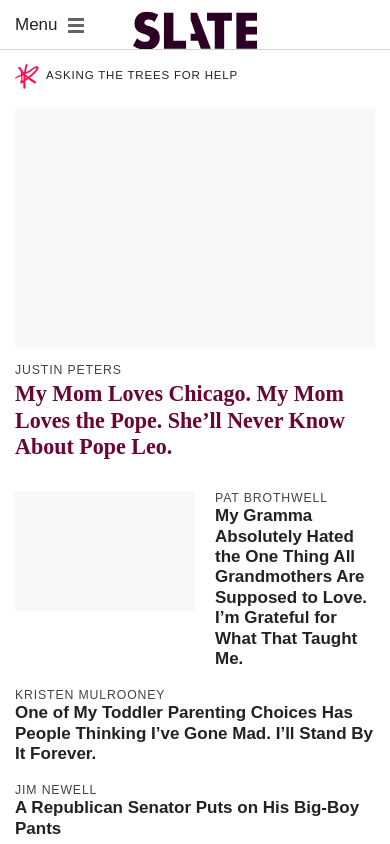 Menu
SLATE
ASKING THE TREES FOR HELP
JUSTIN PETERS
My Mom Loves Chicago. My Mom
Loves the Pope. She’ll Never Know
About Pope Leo.
PAT BROTHWELL
My Gramma
Absolutely Hated
the One Thing All
Grandmothers Are
Supposed to Love.
I’m Grateful for
What That Taught
Me.
KRISTEN MULROONEY
One of My Toddler Parenting Choices Has
People Thinking I’ve Gone Mad. I’ll Stand By
It Forever.
JIM NEWELL
A Republican Senator Puts on His Big-Boy
Pants